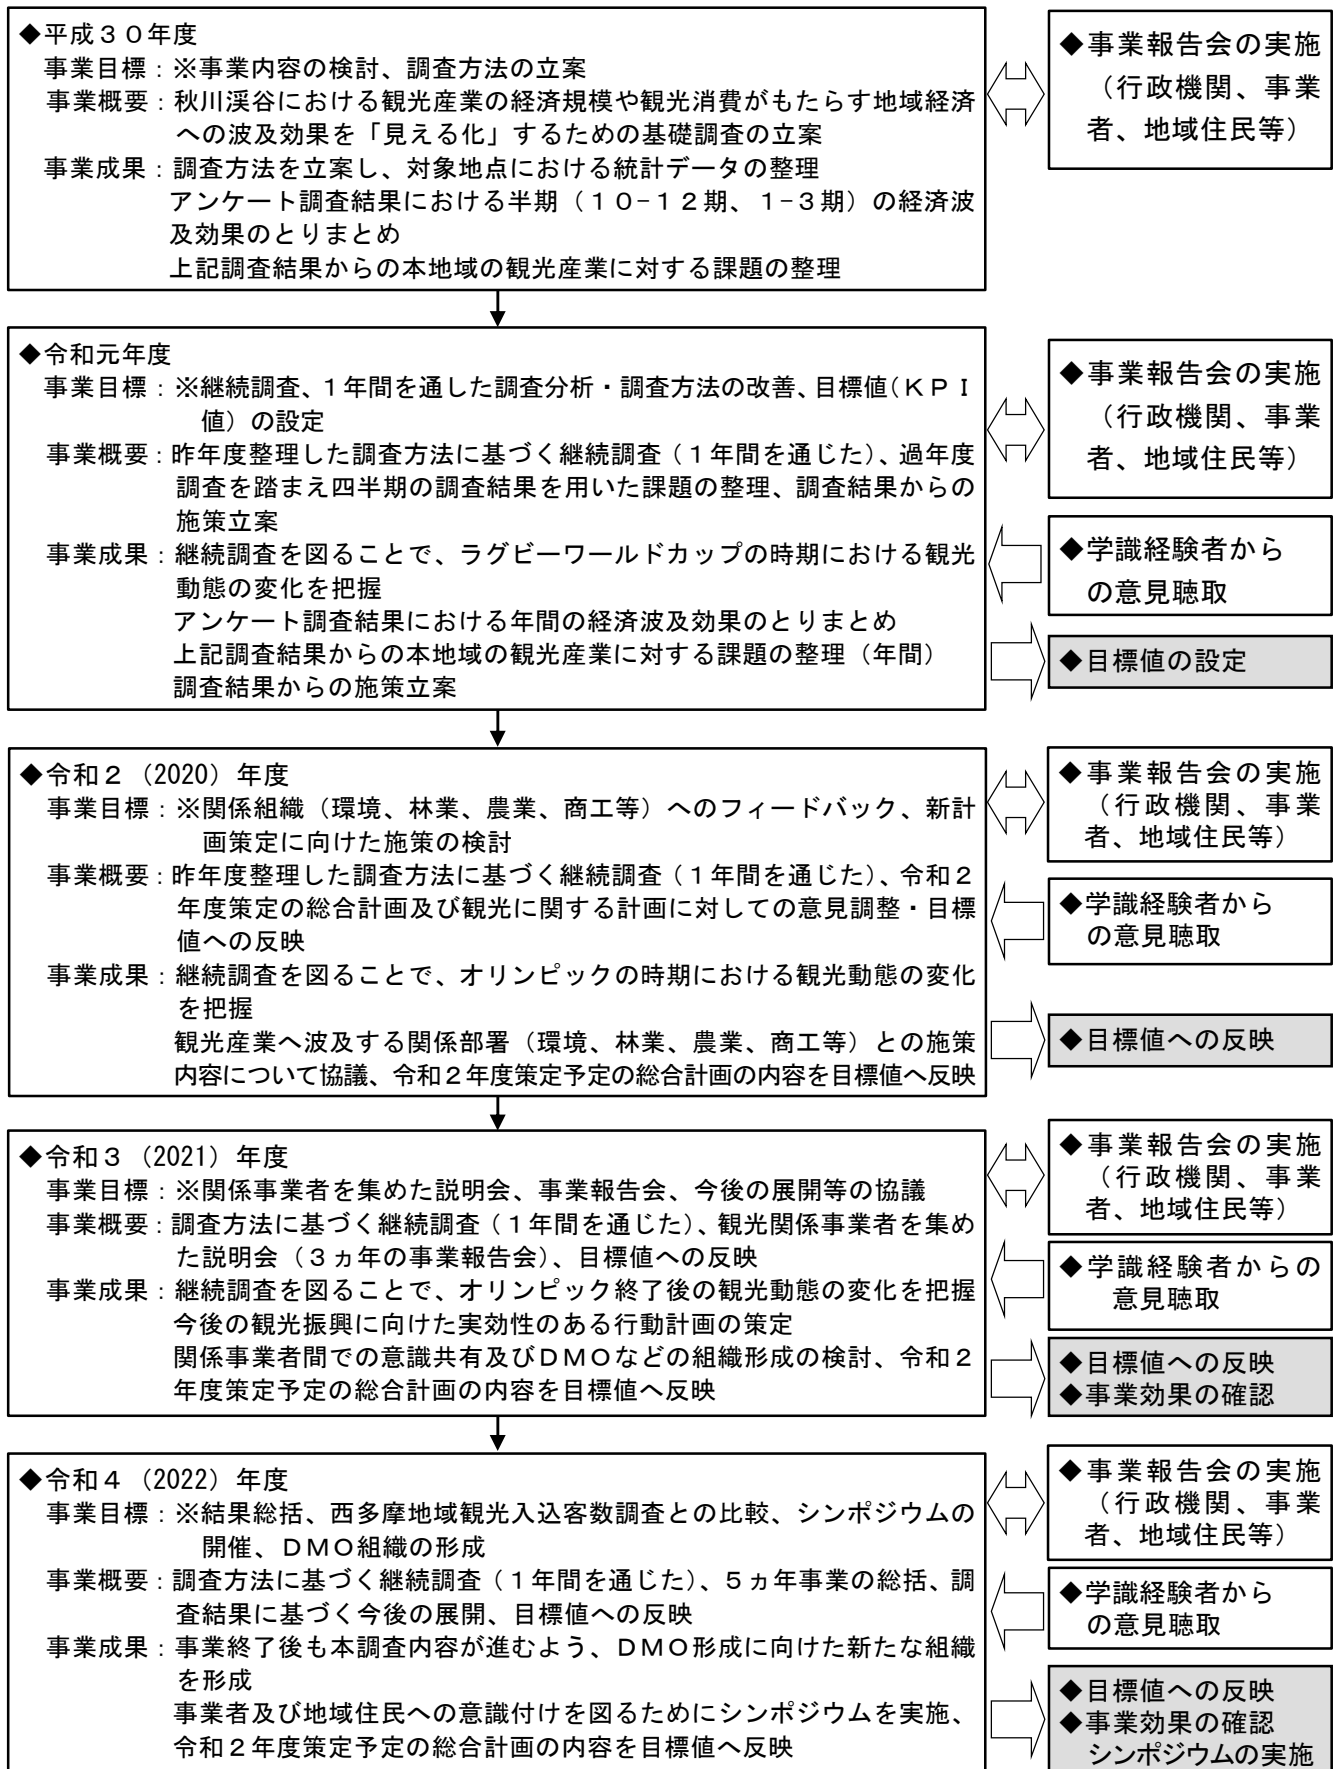 ◆平成３０年度
事業目標：※事業内容の検討、調査方法の立案
事業概要：秋川渓谷における観光産業の経済規模や観光消費がもたらす地域経済
への波及効果を「見える化」するための基礎調査の立案
事業成果：調査方法を立案し、対象地点における統計データの整理
アンケート調査結果における半期（１０−１２期、１−３期）の経済波
及効果のとりまとめ
上記調査結果からの本地域の観光産業に対する課題の整理
◆事業報告会の実施
（行政機関、事業
者、地域住民等）
◆令和元年度
事業目標：※継続調査、１年間を通した調査分析・調査方法の改善、目標値（ＫＰＩ
値）の設定
事業概要：昨年度整理した調査方法に基づく継続調査（１年間を通じた）、過年度
調査を踏まえ四半期の調査結果を用いた課題の整理、調査結果からの
施策立案
事業成果：継続調査を図ることで、ラグビーワールドカップの時期における観光
動態の変化を把握
アンケート調査結果における年間の経済波及効果のとりまとめ
上記調査結果からの本地域の観光産業に対する課題の整理（年間）
調査結果からの施策立案
◆事業報告会の実施
（行政機関、事業
者、地域住民等）
◆学識経験者から
の意見聴取
◆目標値の設定
◆令和２（2020）年度
事業目標：※関係組織（環境、林業、農業、商工等）へのフィードバック、新計
画策定に向けた施策の検討
事業概要：昨年度整理した調査方法に基づく継続調査（１年間を通じた）、令和２
年度策定の総合計画及び観光に関する計画に対しての意見調整・目標
値への反映
事業成果：継続調査を図ることで、オリンピックの時期における観光動態の変化
を把握
観光産業へ波及する関係部署（環境、林業、農業、商工等）との施策
内容について協議、令和２年度策定予定の総合計画の内容を目標値へ反映
◆事業報告会の実施
（行政機関、事業
者、地域住民等）
◆学識経験者から
の意見聴取
◆目標値への反映
◆令和３（2021）年度
事業目標：※関係事業者を集めた説明会、事業報告会、今後の展開等の協議
事業概要：調査方法に基づく継続調査（１年間を通じた）、観光関係事業者を集め
た説明会（３ヵ年の事業報告会）、目標値への反映
事業成果：継続調査を図ることで、オリンピック終了後の観光動態の変化を把握
今後の観光振興に向けた実効性のある行動計画の策定
関係事業者間での意識共有及びＤＭＯなどの組織形成の検討、令和２
年度策定予定の総合計画の内容を目標値へ反映
◆事業報告会の実施
（行政機関、事業
者、地域住民等）
◆学識経験者からの
意見聴取
◆目標値への反映
◆事業効果の確認
◆令和４（2022）年度
事業目標：※結果総括、西多摩地域観光入込客数調査との比較、シンポジウムの
開催、ＤＭＯ組織の形成
事業概要：調査方法に基づく継続調査（１年間を通じた）、５ヵ年事業の総括、調
査結果に基づく今後の展開、目標値への反映
事業成果：事業終了後も本調査内容が進むよう、ＤＭＯ形成に向けた新たな組織
を形成
事業者及び地域住民への意識付けを図るためにシンポジウムを実施、
令和２年度策定予定の総合計画の内容を目標値へ反映
◆事業報告会の実施
（行政機関、事業
者、地域住民等）
◆学識経験者から
の意見聴取
◆目標値への反映
◆事業効果の確認
シンポジウムの実施